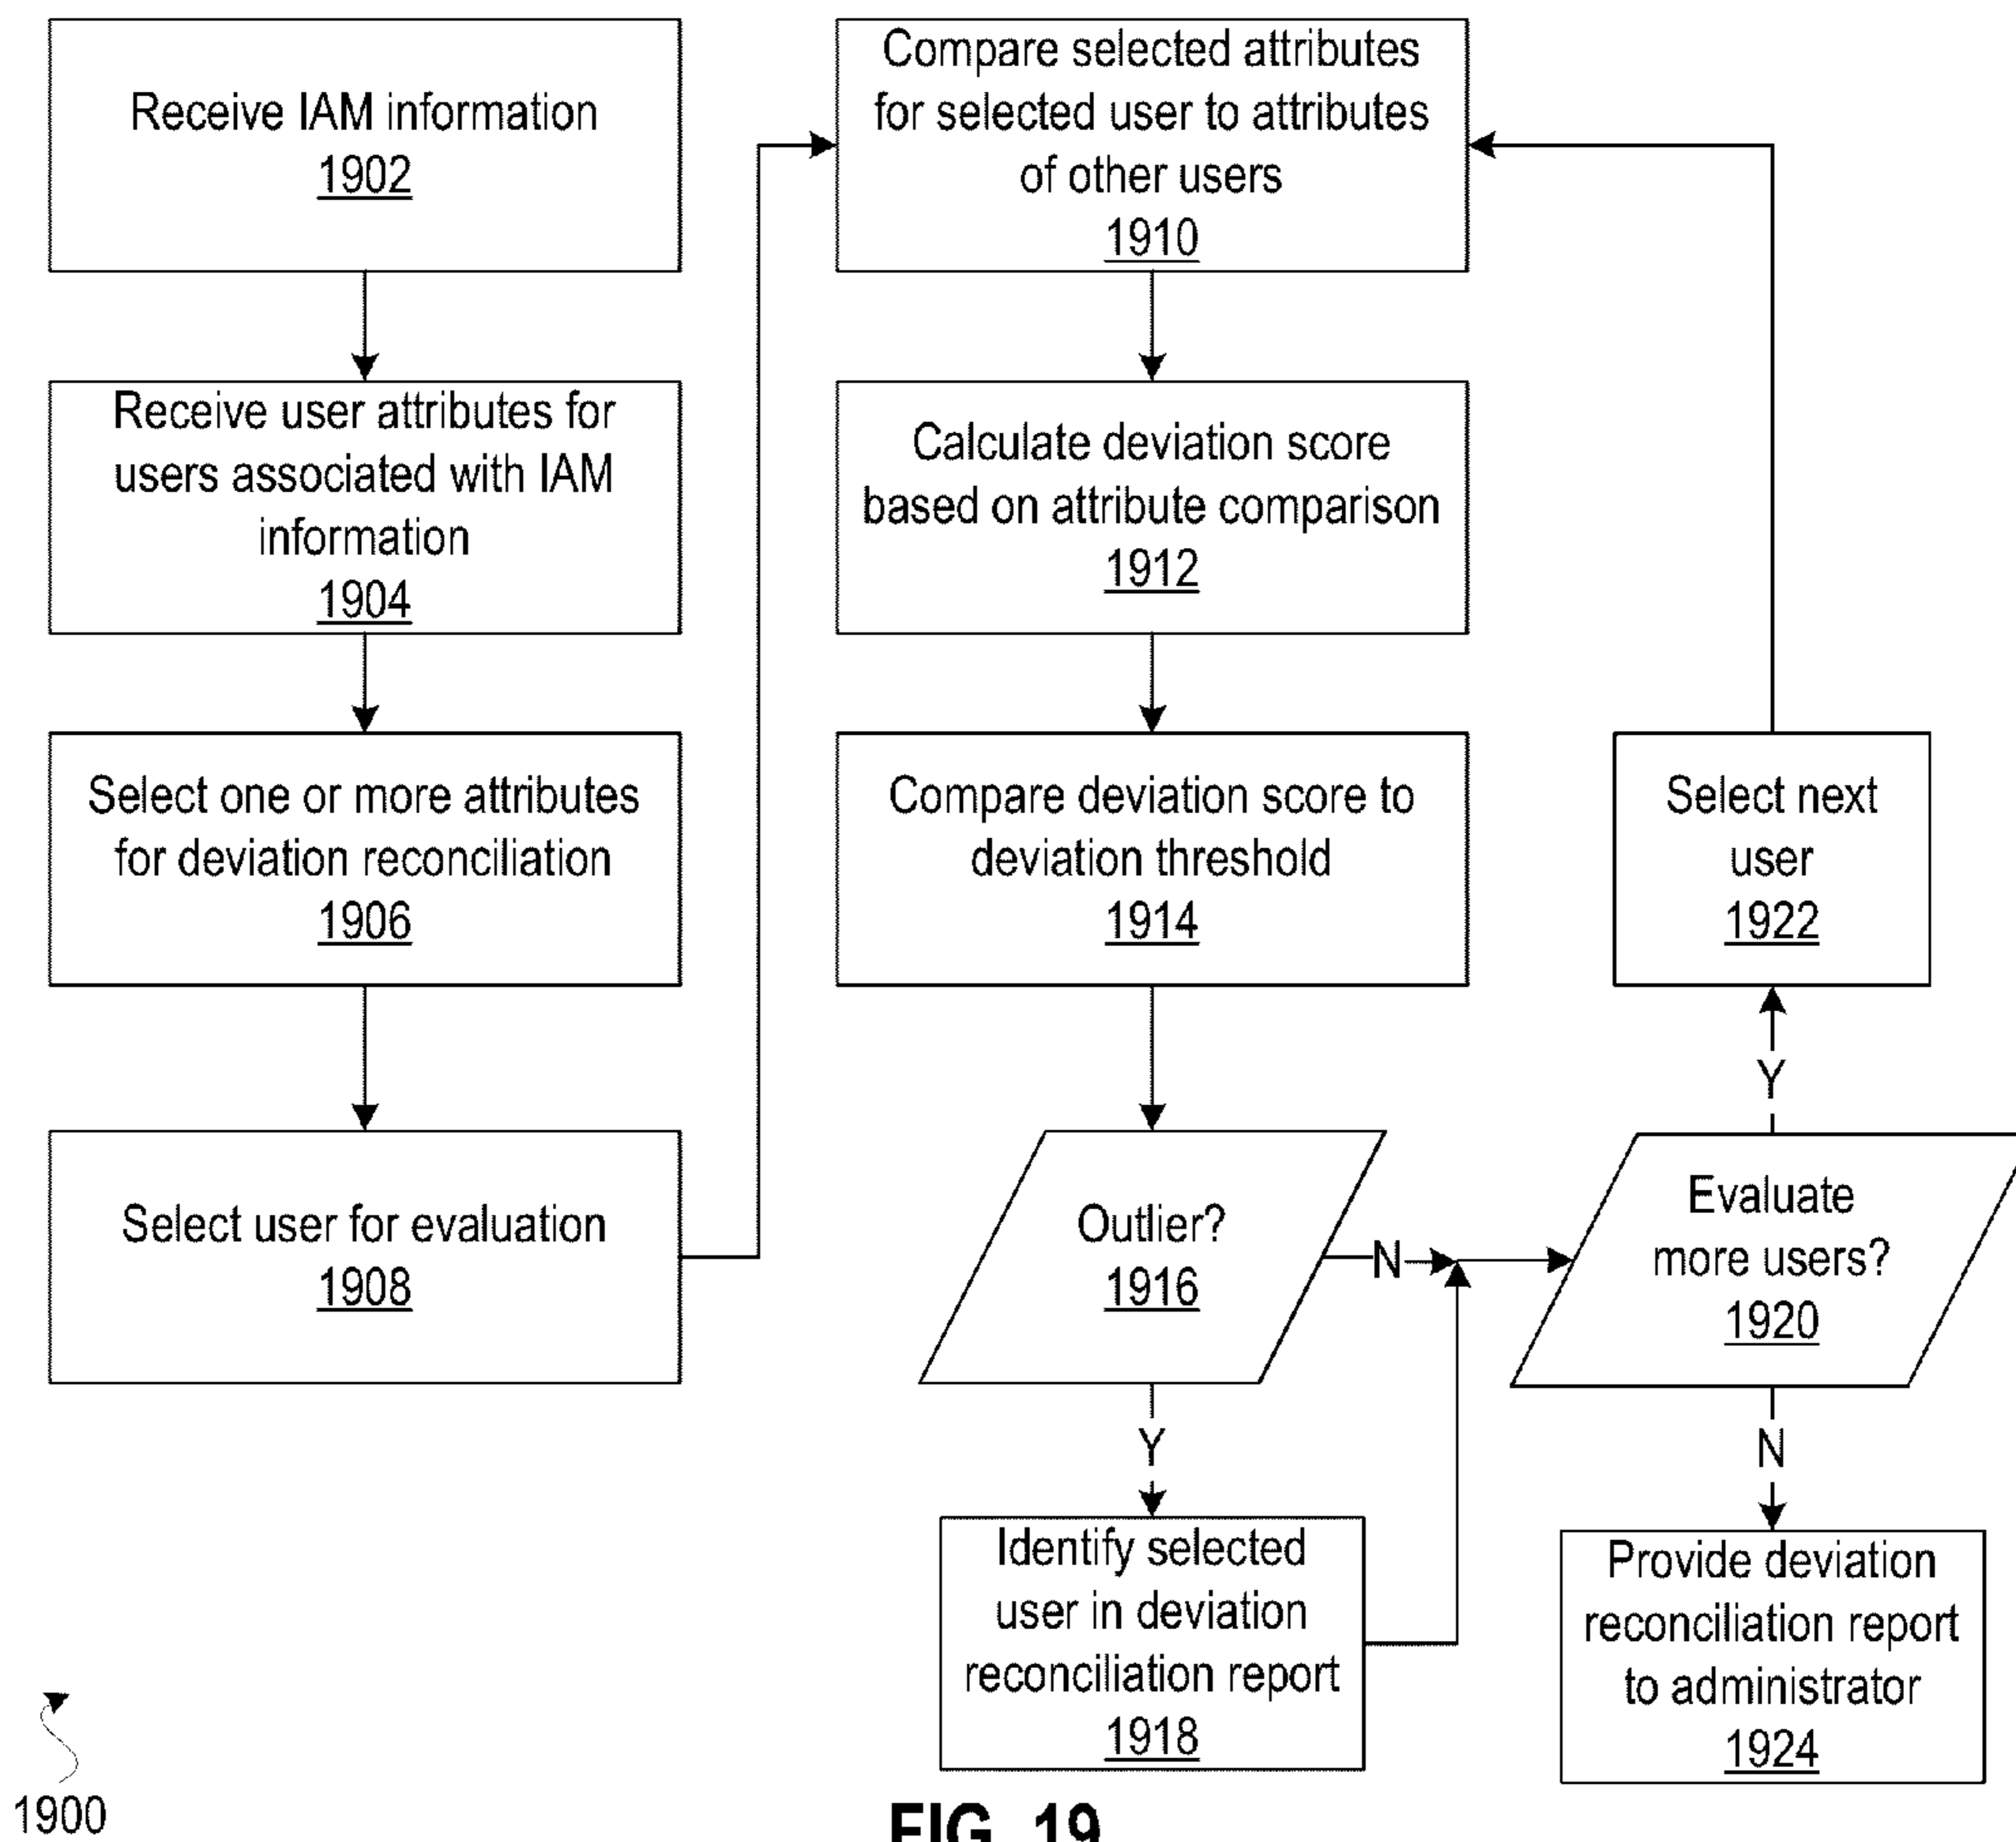 Receive IAM information
1902
Receive user attributes for
users associated with IAM
information
1904
Select one or more attributes
for deviation reconciliation
1906
Select user for evaluation
1908
Compare selected attributes
for selected user to attributes
of other users
1910
Calculate deviation score
based on attribute comparison
1912
Compare deviation score to
deviation threshold
1914
Outlier?
1916
N
Y
Identify selected
user in deviation
reconciliation report
1918
Select next
user
1922
Y
Evaluate
more users?
1920
N
Provide deviation
reconciliation report
to administrator
1924
1900
FIG. 19